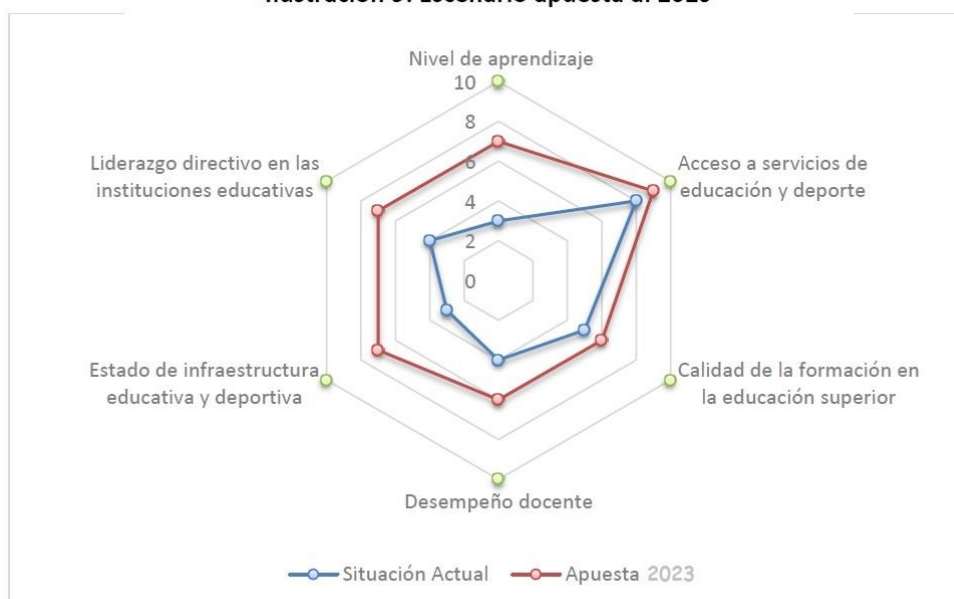 Nivel de aprendizaje
10
8
6
4
2
0
Acceso a servicios de
educación y deporte
Calidad de la formación en
la educación superior
Desempeño docente
Estado de infraestructura
educativa y deportiva
Liderazgo directivo en las
instituciones educativas
Situación Actual
Apuesta 2023